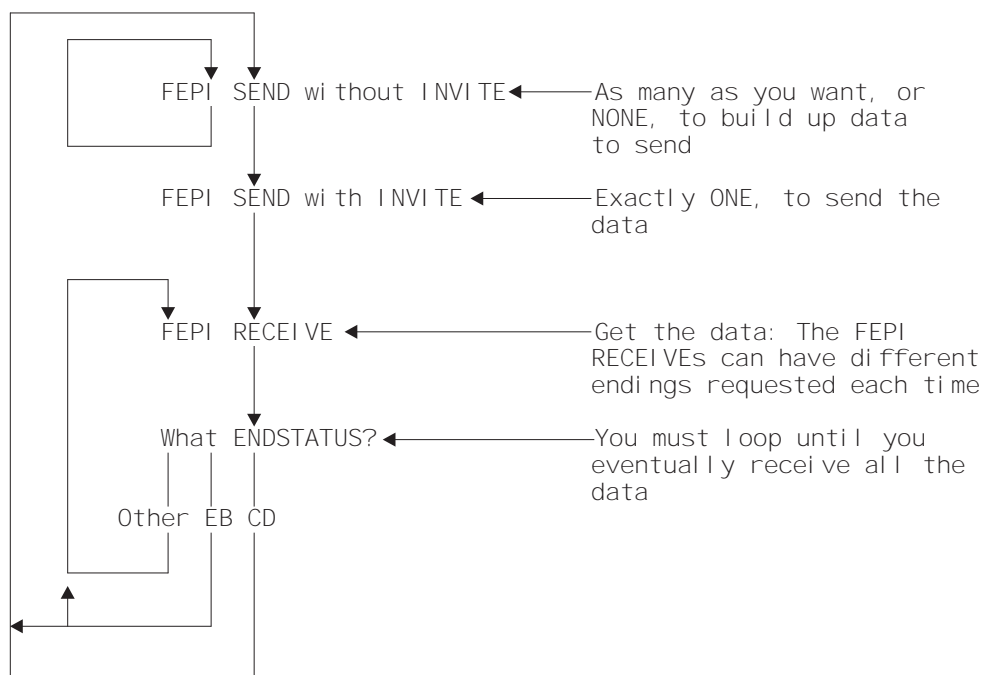 FEPI SEND without INVITE
As many as you want, or
NONE, to build up data
to send
FEPI SEND with INVITE
Exactly ONE, to send the
data
FEPI RECEIVE
Get the data: The FEPI
RECEIVEs can have different
endings requested each time
What ENDSTATUS?
You must loop until you
eventually receive all the
data
Other EB CD